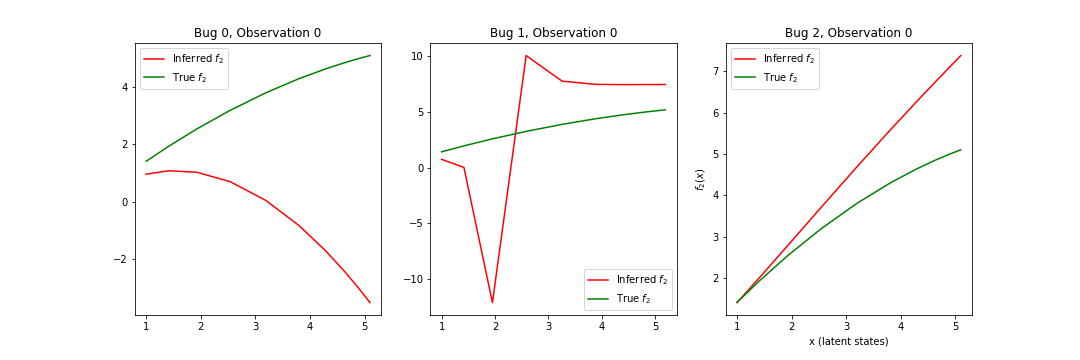 Bug 0, Observation 0
Inferred f₂
True f₂
4
2
0
−2
1 2 3 4 5
Bug 1, Observation 0
10
5
0
−5
−10
Inferred f₂
True f₂
1 2 3 4 5
Bug 2, Observation 0
Inferred f₂
True f₂
f₂(x)
7
6
5
4
3
2
1 2 3 4 5
x (latent states)